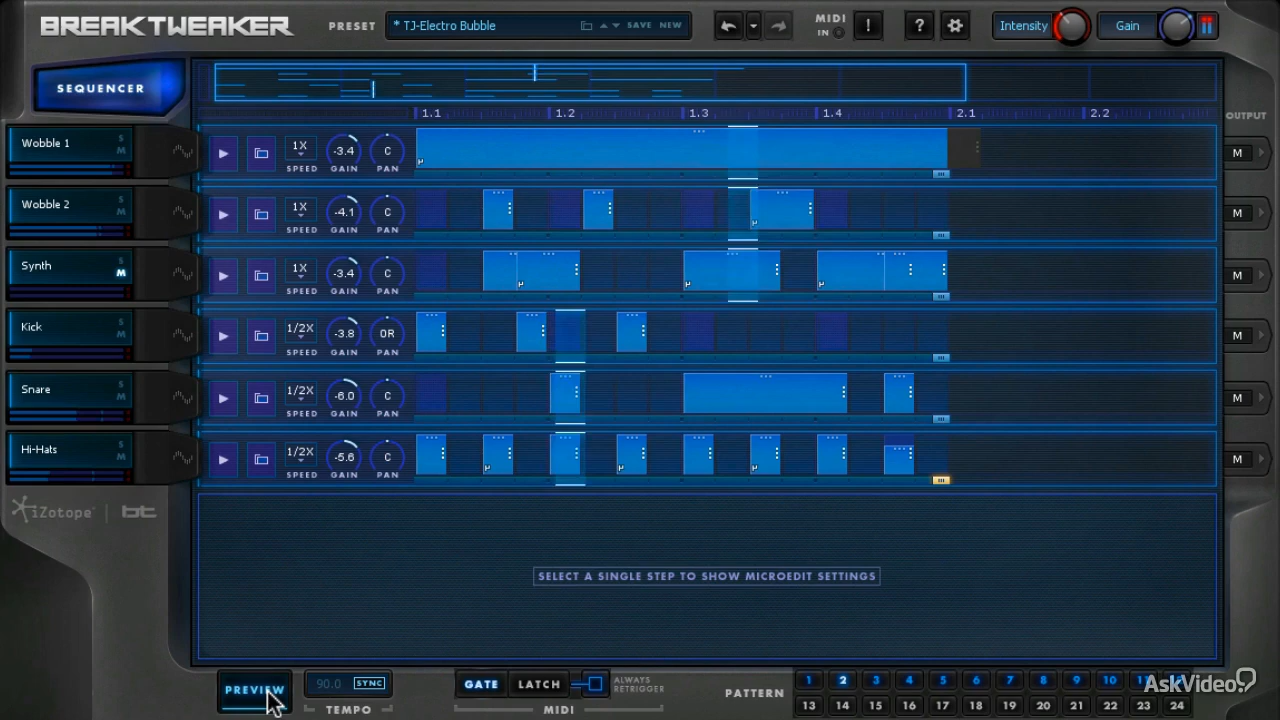 BREAKTWEAKER PRESET * TJ-Electro Bubble SAVE NEW MIDI IN ! ? Intensity Gain
SEQUENCER
1.1 1.2 1.3 1.4 2.1 2.2 OUTPUT
Wobble 1 S M 1X SPEED -3.4 GAIN C PAN µ M
Wobble 2 S M 1X SPEED -4.1 GAIN C PAN µ M
Synth S M 1X SPEED -3.4 GAIN C PAN µ µ µ M
Kick S M 1/2X SPEED -3.8 GAIN 0R PAN M
Snare S M 1/2X SPEED -6.0 GAIN C PAN M
Hi-Hats S M 1/2X SPEED -5.6 GAIN C PAN µ µ µ M
iZotope bt
SELECT A SINGLE STEP TO SHOW MICROEDIT SETTINGS
PREVIEW 90.0 SYNC TEMPO GATE LATCH ALWAYS RETRIGGER MIDI PATTERN
1 2 3 4 5 6 7 8 9 10
13 14 15 16 17 18 19 20 21 22 23 24
AskVideo